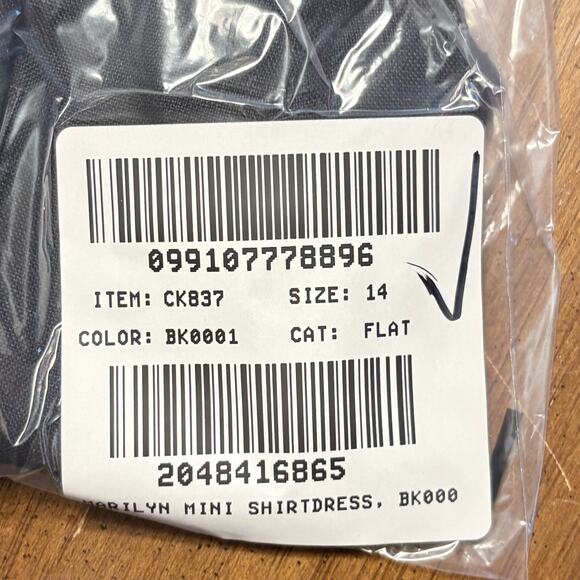 099107778896
ITEM: CK837 SIZE: 14
COLOR: BK0001 CAT: FLAT
2048416865
MARILYN MINI SHIRTDRESS, BK000